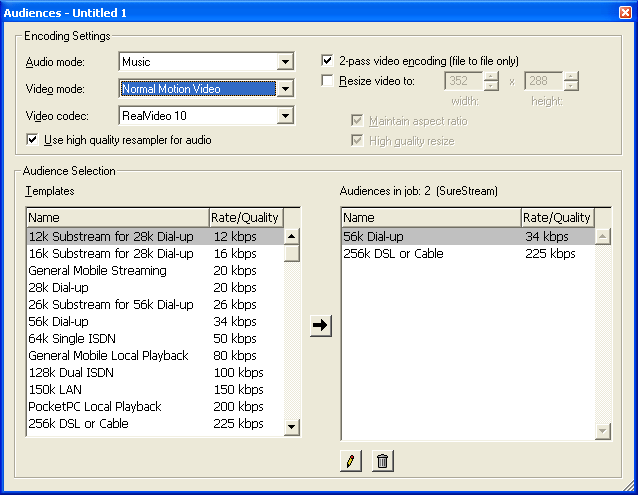 Audiences - Untitled 1
Encoding Settings
Audio mode: Music
Video mode: Normal Motion Video
Video codec: RealVideo 10
Use high quality resampler for audio
2-pass video encoding (file to file only)
Resize video to: 352 x 288
width: height:
Maintain aspect ratio
High quality resize
Audience Selection
Templates
Name Rate/Quality
12k Substream for 28k Dial-up 12 kbps
16k Substream for 28k Dial-up 16 kbps
General Mobile Streaming 20 kbps
28k Dial-up 20 kbps
26k Substream for 56k Dial-up 26 kbps
56k Dial-up 34 kbps
64k Single ISDN 50 kbps
General Mobile Local Playback 80 kbps
128k Dual ISDN 100 kbps
150k LAN 150 kbps
PocketPC Local Playback 200 kbps
256k DSL or Cable 225 kbps
Audiences in job: 2 (SureStream)
Name Rate/Quality
56k Dial-up 34 kbps
256k DSL or Cable 225 kbps